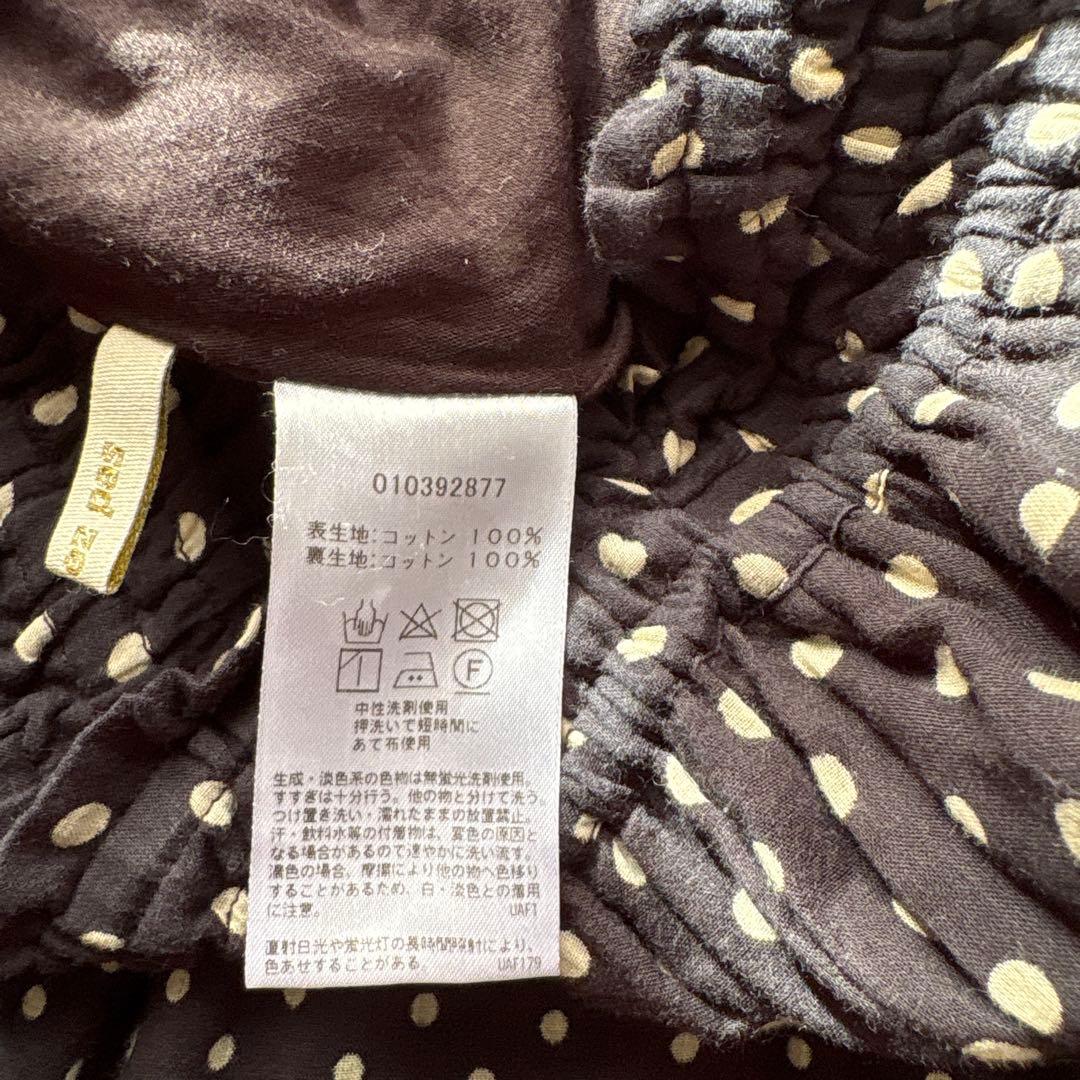 010392877
表生地:コットン 100%
裏生地:コットン 100%
F
中性洗剤使用
押洗いで短時間に
あて布使用
生成・淡色系の色物は無蛍光洗剤使用。
すすぎは十分行う。他の物と分けて洗う。
つけ置き洗い・濡れたままの放置禁止。
汗・飲料水等の付着物は、変色の原因と
なる場合があるので速やかに洗い流す。
濃色の場合、摩擦により他の物へ色移り
することがあるため、白・淡色との着用
に注意。 UAF1
直射日光や蛍光灯の長時間照射により、
色あせすることがある。 UAF179